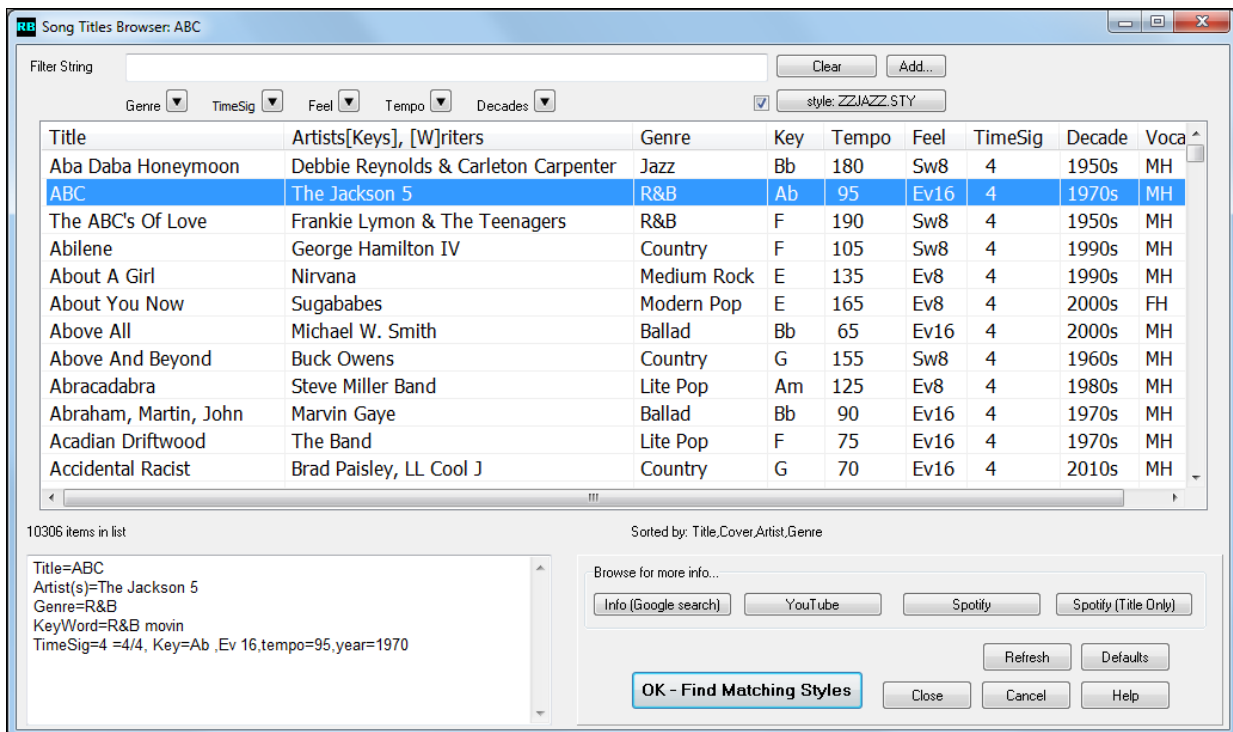 RB Song Titles Browser: ABC
Filter String Clear Add...
Genre TimeSig Feel Tempo Decades style: ZZJAZZ.STY
Title Artists[Keys], [W]riters Genre Key Tempo Feel TimeSig Decade Voca
Aba Daba Honeymoon Debbie Reynolds & Carleton Carpenter Jazz Bb 180 Sw8 4 1950s MH
ABC The Jackson 5 R&B Ab 95 Ev16 4 1970s MH
The ABC's Of Love Frankie Lymon & The Teenagers R&B F 190 Sw8 4 1950s MH
Abilene George Hamilton IV Country F 105 Sw8 4 1990s MH
About A Girl Nirvana Medium Rock E 135 Ev8 4 1990s MH
About You Now Sugababes Modern Pop E 165 Ev8 4 2000s FH
Above All Michael W. Smith Ballad Bb 65 Ev16 4 2000s MH
Above And Beyond Buck Owens Country G 155 Sw8 4 1960s MH
Abracadabra Steve Miller Band Lite Pop Am 125 Ev8 4 1980s MH
Abraham, Martin, John Marvin Gaye Ballad Bb 90 Ev16 4 1970s MH
Acadian Driftwood The Band Lite Pop F 75 Ev16 4 1970s MH
Accidental Racist Brad Paisley, LL Cool J Country G 70 Ev16 4 2010s MH
10306 items in list Sorted by: Title,Cover,Artist,Genre
Title=ABC
Artist(s)=The Jackson 5
Genre=R&B
KeyWord=R&B movin
TimeSig=4 =4/4, Key=Ab ,Ev 16,tempo=95,year=1970
Browse for more info...
Info (Google search) YouTube Spotify Spotify (Title Only)
Refresh Defaults
OK - Find Matching Styles Close Cancel Help